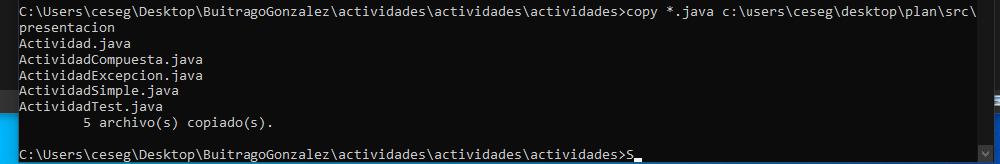 C:\Users\ceseg\Desktop\BuitragoGonzalez\actividades\actividades\actividades>copy *.java c:\users\ceseg\desktop\plan\src\
presentacion
Actividad.java
ActividadCompuesta.java
ActividadExcepcion.java
ActividadSimple.java
ActividadTest.java
        5 archivo(s) copiado(s).
C:\Users\ceseg\Desktop\BuitragoGonzalez\actividades\actividades\actividades>S_